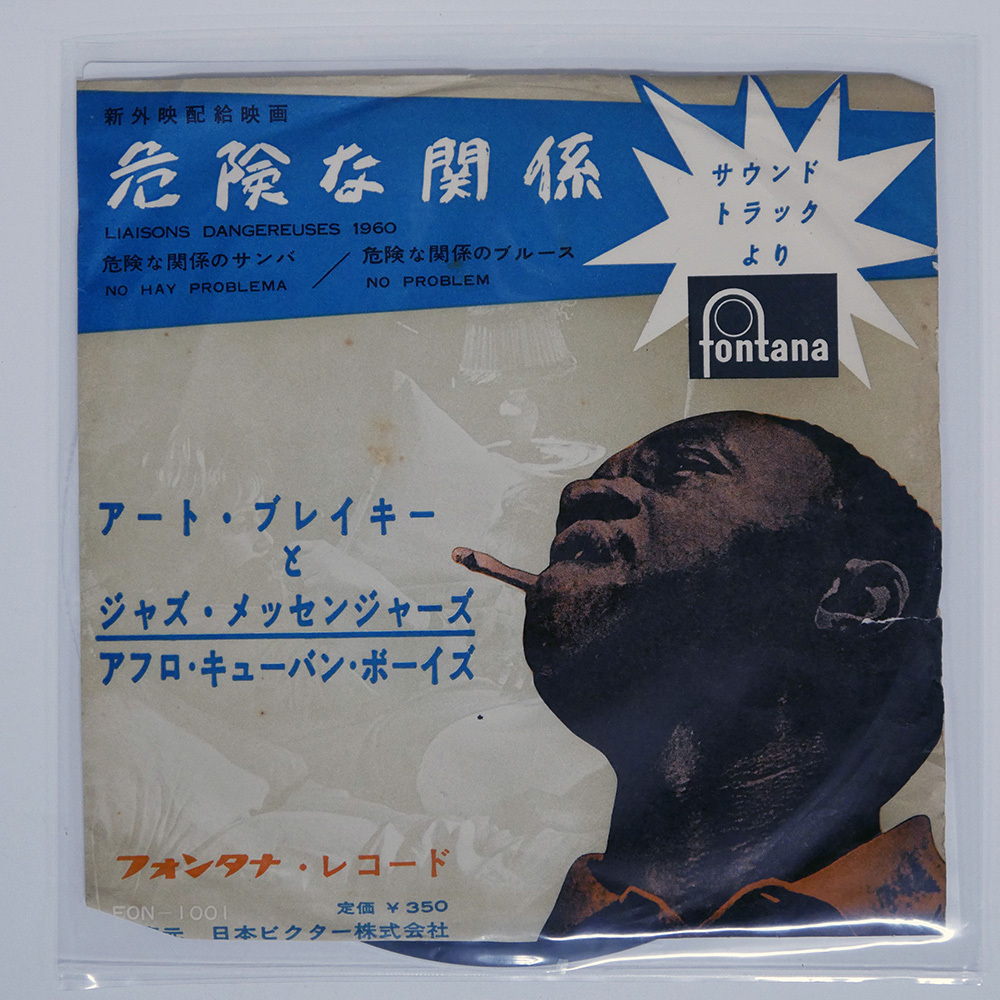 新外映配給映画
危険な関係
LIAISONS DANGEREUSES 1960
危険な関係のサンバ / 危険な関係のブルース
NO HAY PROBLEMA NO PROBLEM
サウンド
トラック
より
fontana
アート・ブレイキー
と
ジャズ・メッセンジャーズ
アフロ・キューバン・ボーイズ
フォンタナ・レコード
FON-1001 定価 ¥350
元 日本ビクター株式会社